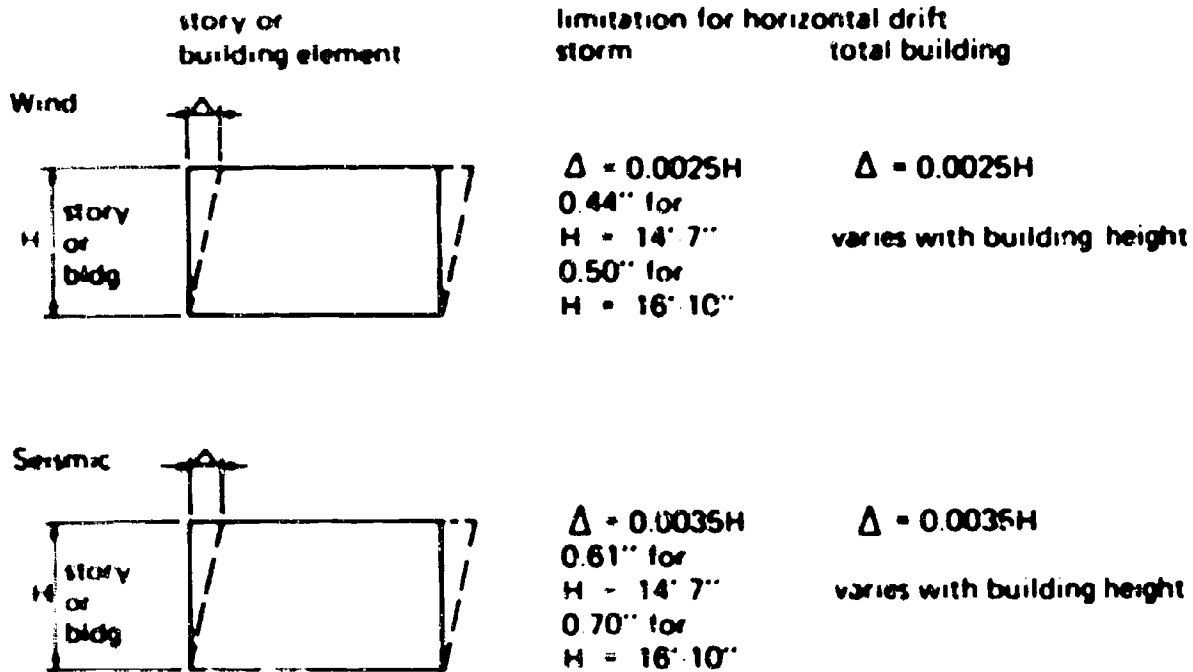 story or
building element
limitation for horizontal drift
storm
total building
Wind
Δ
H
story
or
bldg
Δ = 0.0025H
0.44" for
H = 14' 7"
0.50" for
H = 16' 10"
Δ = 0.0025H
varies with building height
Seismic
Δ
H
story
or
bldg
Δ = 0.0035H
0.61" for
H = 14' 7"
0.70" for
H = 16' 10"
Δ = 0.0035H
varies with building height